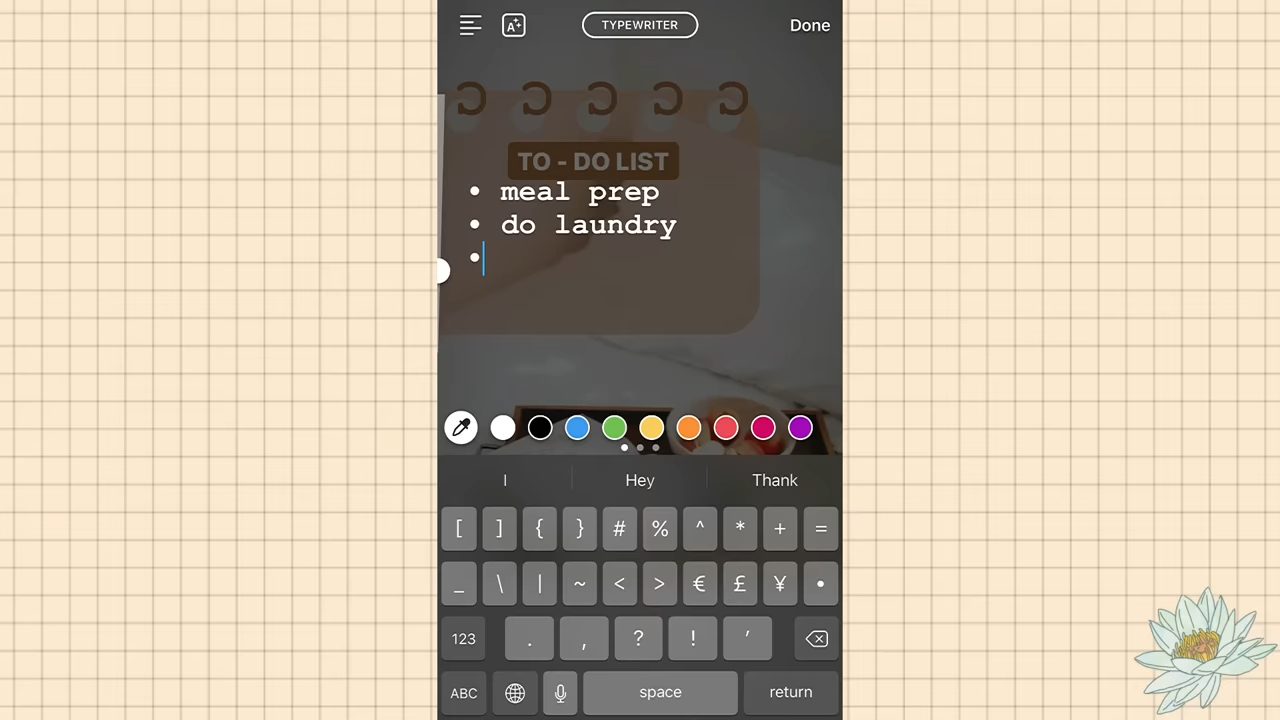 TYPEWRITER Done
TO - DO LIST
• meal prep
• do laundry
•
I Hey Thank
[ ] { } # % ^ * + =
_ \ | ~ < > € £ ¥ •
123 . , ? ! ’
ABC space return